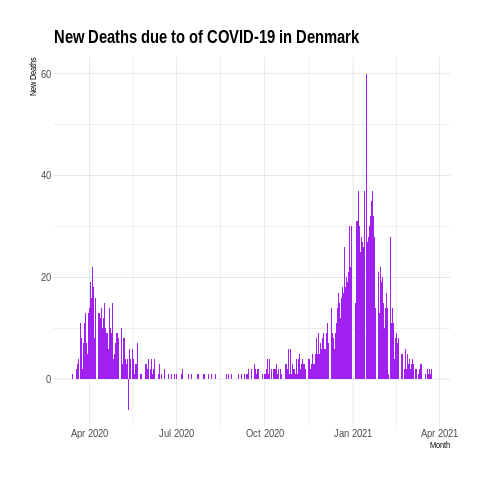 New Deaths due to of COVID-19 in Denmark
New Deaths
60
40
20
0
Apr 2020 Jul 2020 Oct 2020 Jan 2021 Apr 2021
Month